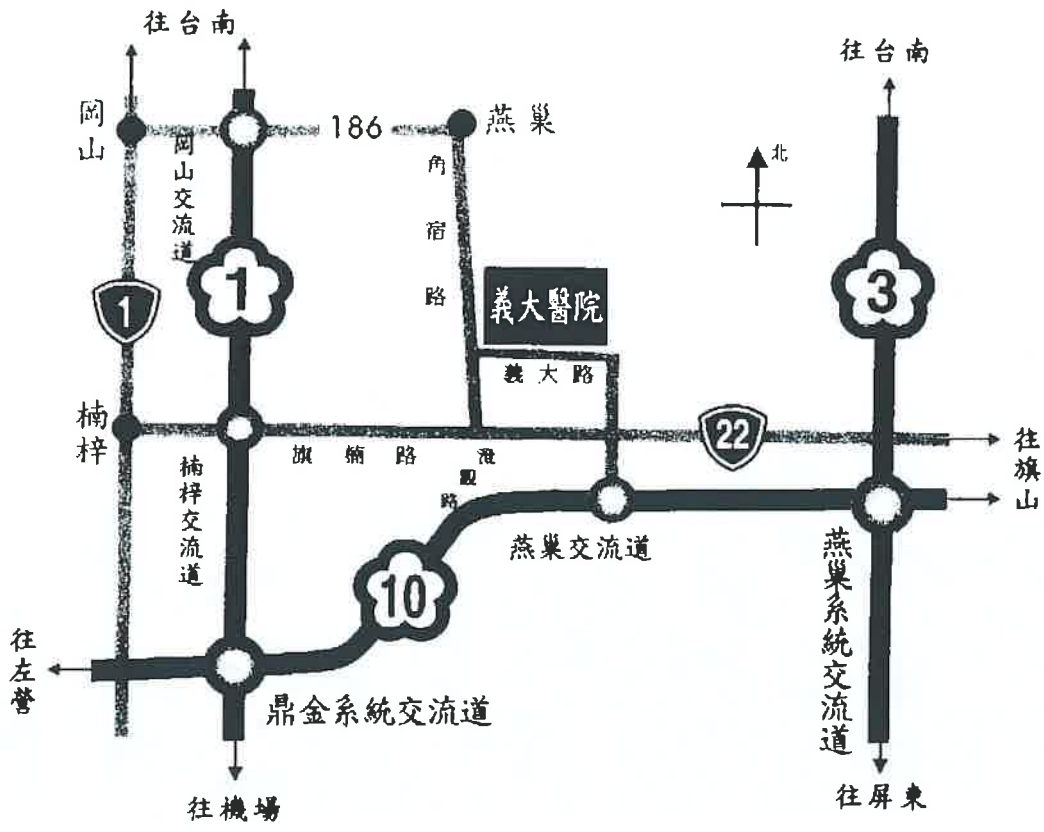 往台南
往台南
岡山
186
燕巢
岡山交流道
角宿路
北
1
1
義大醫院
3
義大路
楠梓
22
旗楠路
澄觀路
往旗山
楠梓交流道
燕巢交流道
10
燕巢系統交流道
往左營
鼎金系統交流道
往機場
往屏東